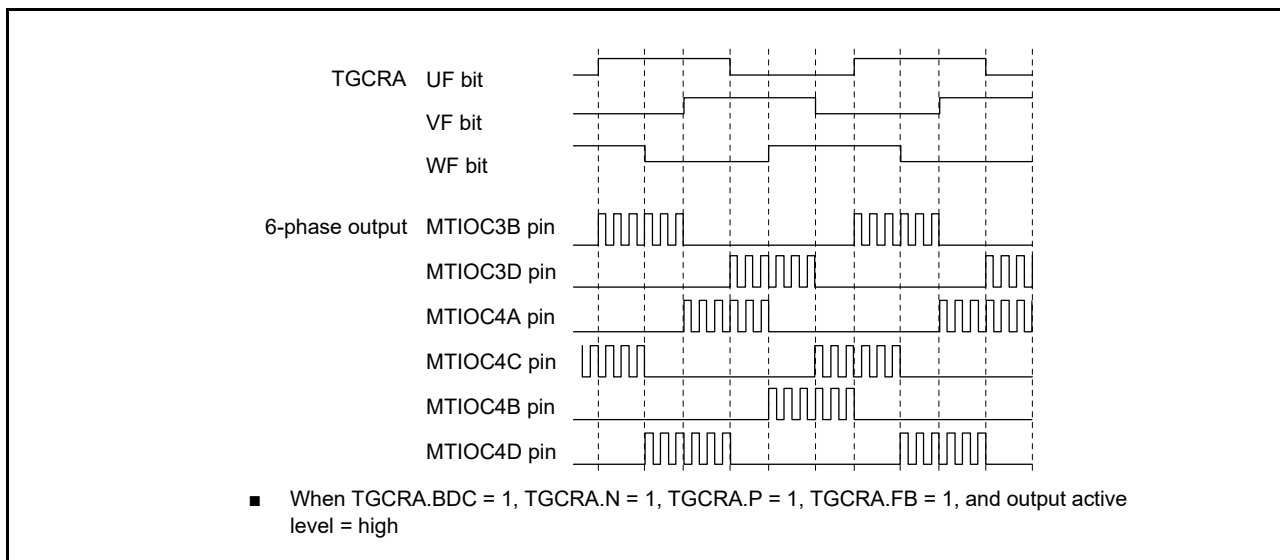 TGCRA UF bit
VF bit
WF bit
6-phase output MTIOC3B pin
MTIOC3D pin
MTIOC4A pin
MTIOC4C pin
MTIOC4B pin
MTIOC4D pin
■ When TGCRA.BDC = 1, TGCRA.N = 1, TGCRA.P = 1, TGCRA.FB = 1, and output active
level = high